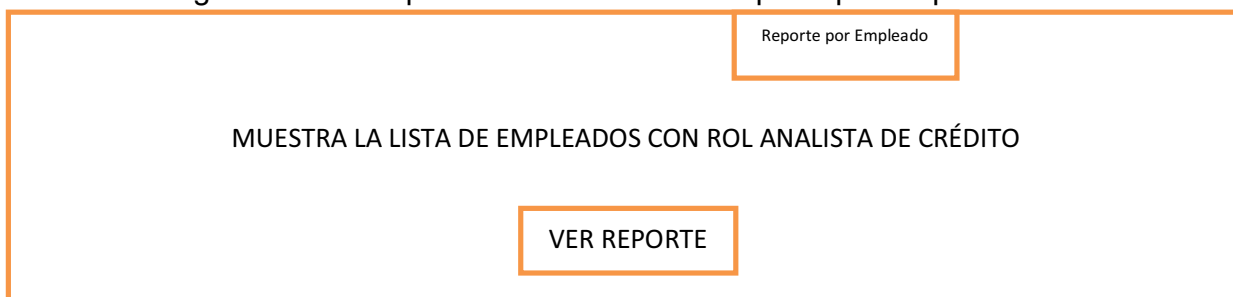 Reporte por Empleado
MUESTRA LA LISTA DE EMPLEADOS CON ROL ANALISTA DE CRÉDITO
VER REPORTE